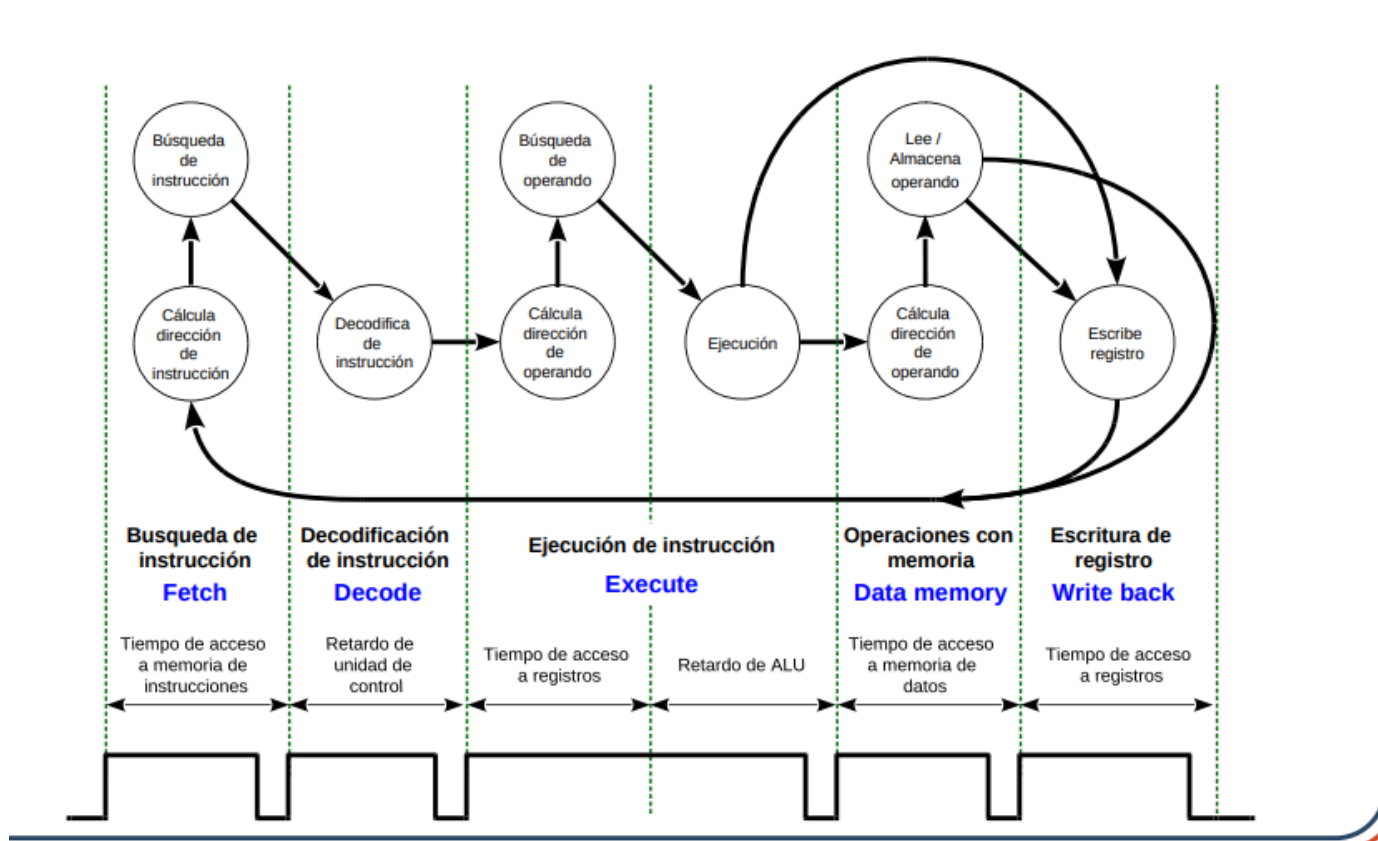 Búsqueda
de
instrucción
Búsqueda
de
operando
Lee /
Almacena
operando
Cálcula
dirección
de
instrucción
Decodifica
de
instrucción
Cálcula
dirección
de
operando
Ejecución
Cálcula
dirección
de
operando
Escribe
registro
Busqueda de
instrucción
Fetch
Decodificación
de instrucción
Decode
Ejecución de instrucción
Execute
Operaciones con
memoria
Data memory
Escritura de
registro
Write back
Tiempo de acceso
a memoria de
instrucciones
Retardo de
unidad de
control
Tiempo de acceso
a registros
Retardo de ALU
Tiempo de acceso
a memoria de
datos
Tiempo de acceso
a registros